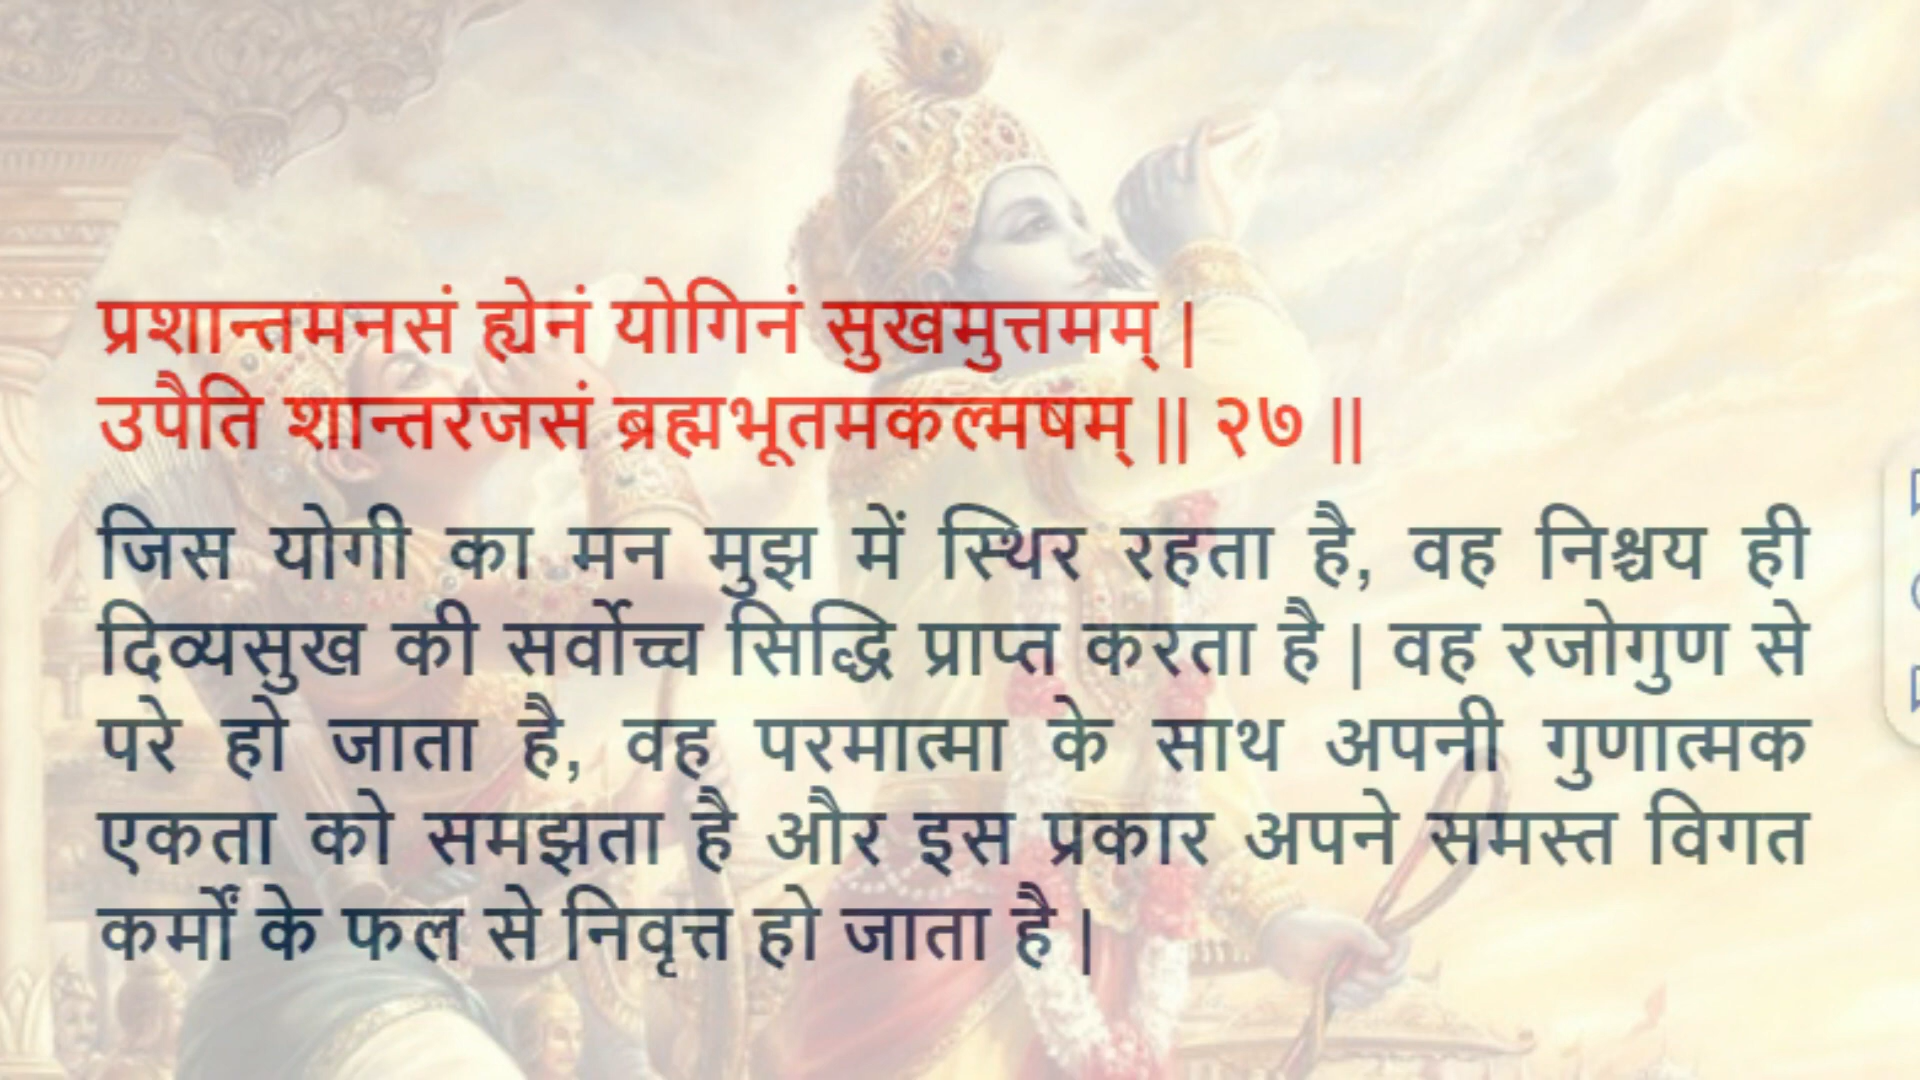 प्रशान्तमनसं ह्येनं योगिनं सुखमुत्तमम् |
उपैति शान्तरजसं ब्रह्मभूतमकल्मषम् || २७ ||
जिस योगी का मन मुझ में स्थिर रहता है, वह निश्चय ही
दिव्यसुख की सर्वोच्च सिद्धि प्राप्त करता है | वह रजोगुण से
परे हो जाता है, वह परमात्मा के साथ अपनी गुणात्मक
एकता को समझता है और इस प्रकार अपने समस्त विगत
कर्मों के फल से निवृत्त हो जाता है |